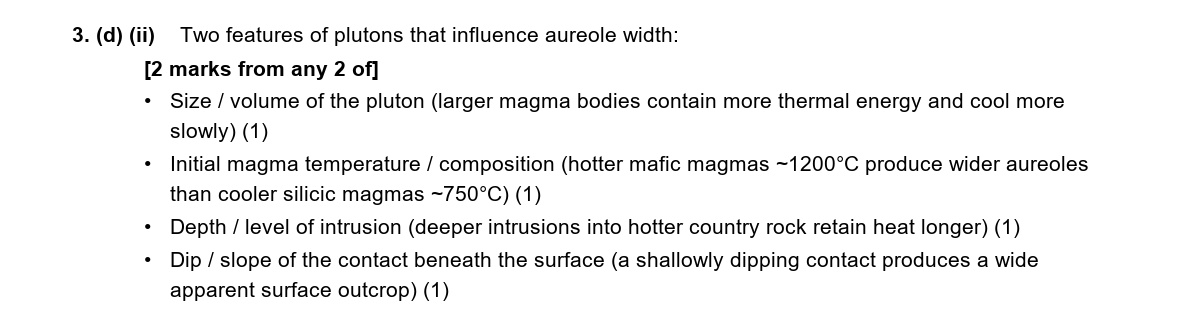 3. (d) (ii) Two features of plutons that influence aureole width:
[2 marks from any 2 of]
• Size / volume of the pluton (larger magma bodies contain more thermal energy and cool more
slowly) (1)
• Initial magma temperature / composition (hotter mafic magmas ~1200°C produce wider aureoles
than cooler silicic magmas ~750°C) (1)
• Depth / level of intrusion (deeper intrusions into hotter country rock retain heat longer) (1)
• Dip / slope of the contact beneath the surface (a shallowly dipping contact produces a wide
apparent surface outcrop) (1)